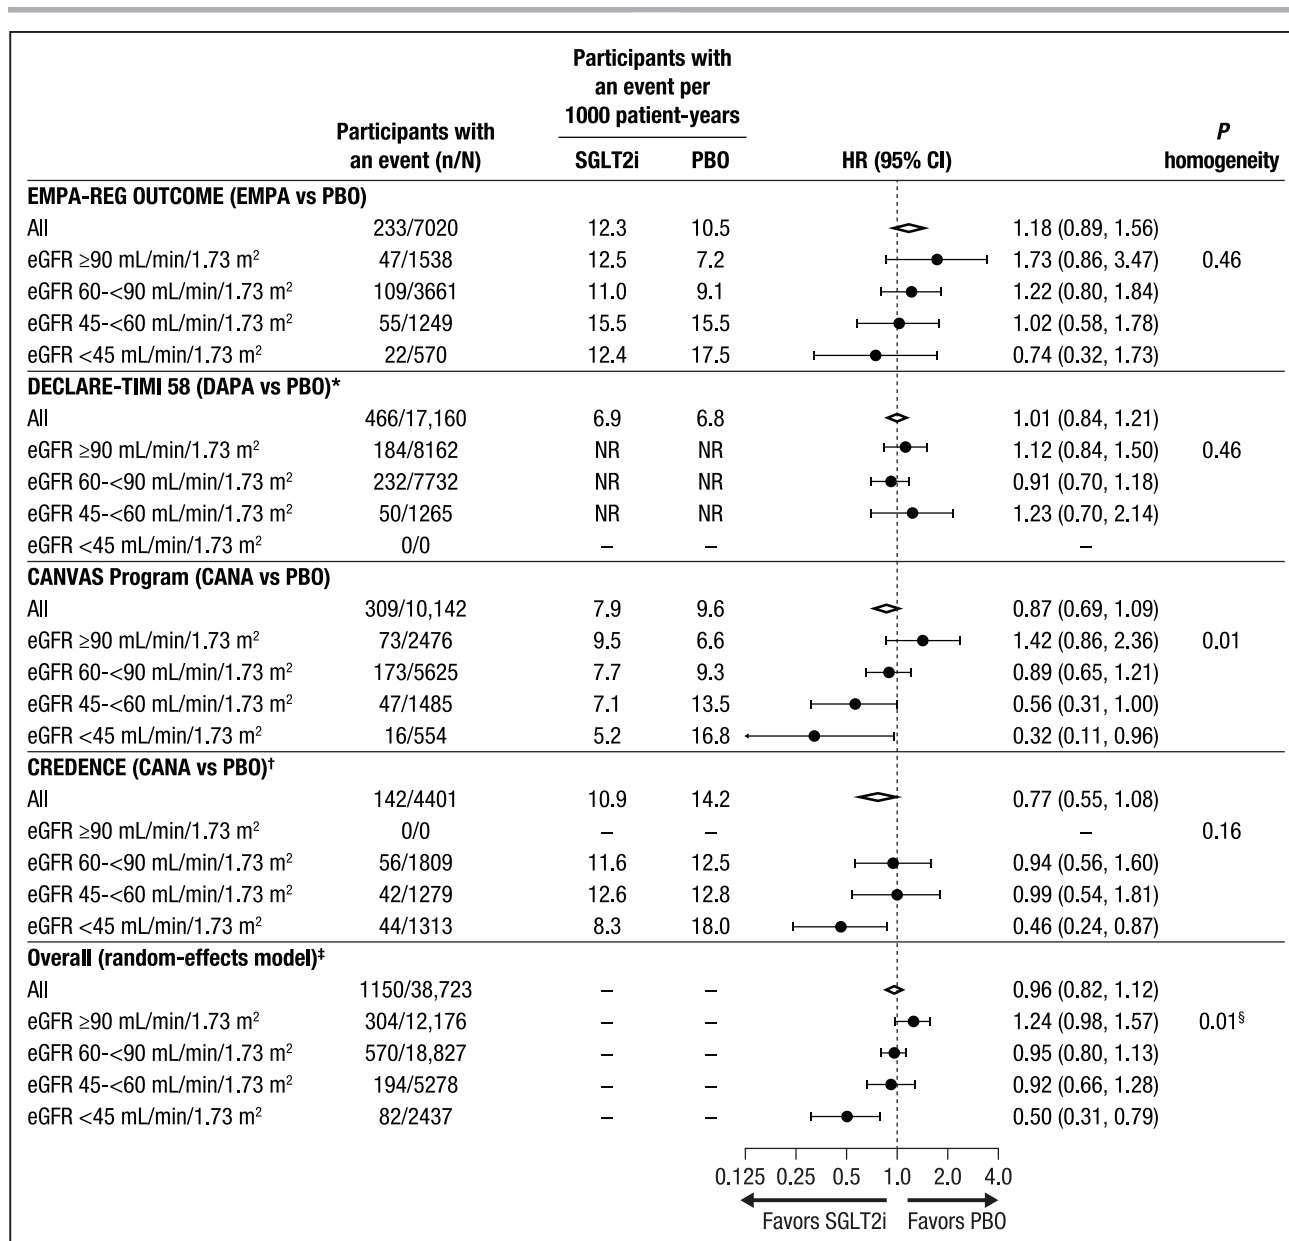 Participants with
an event per
1000 patient-years
Participants with
an event (n/N) SGLT2i PBO HR (95% CI) P
homogeneity
EMPA-REG OUTCOME (EMPA vs PBO)
All 233/7020 12.3 10.5 1.18 (0.89, 1.56)
eGFR ≥90 mL/min/1.73 m² 47/1538 12.5 7.2 1.73 (0.86, 3.47) 0.46
eGFR 60-<90 mL/min/1.73 m² 109/3661 11.0 9.1 1.22 (0.80, 1.84)
eGFR 45-<60 mL/min/1.73 m² 55/1249 15.5 15.5 1.02 (0.58, 1.78)
eGFR <45 mL/min/1.73 m² 22/570 12.4 17.5 0.74 (0.32, 1.73)
DECLARE-TIMI 58 (DAPA vs PBO)*
All 466/17,160 6.9 6.8 1.01 (0.84, 1.21)
eGFR ≥90 mL/min/1.73 m² 184/8162 NR NR 1.12 (0.84, 1.50) 0.46
eGFR 60-<90 mL/min/1.73 m² 232/7732 NR NR 0.91 (0.70, 1.18)
eGFR 45-<60 mL/min/1.73 m² 50/1265 NR NR 1.23 (0.70, 2.14)
eGFR <45 mL/min/1.73 m² 0/0 – – –
CANVAS Program (CANA vs PBO)
All 309/10,142 7.9 9.6 0.87 (0.69, 1.09)
eGFR ≥90 mL/min/1.73 m² 73/2476 9.5 6.6 1.42 (0.86, 2.36) 0.01
eGFR 60-<90 mL/min/1.73 m² 173/5625 7.7 9.3 0.89 (0.65, 1.21)
eGFR 45-<60 mL/min/1.73 m² 47/1485 7.1 13.5 0.56 (0.31, 1.00)
eGFR <45 mL/min/1.73 m² 16/554 5.2 16.8 0.32 (0.11, 0.96)
CREDENCE (CANA vs PBO)†
All 142/4401 10.9 14.2 0.77 (0.55, 1.08)
eGFR ≥90 mL/min/1.73 m² 0/0 – – – 0.16
eGFR 60-<90 mL/min/1.73 m² 56/1809 11.6 12.5 0.94 (0.56, 1.60)
eGFR 45-<60 mL/min/1.73 m² 42/1279 12.6 12.8 0.99 (0.54, 1.81)
eGFR <45 mL/min/1.73 m² 44/1313 8.3 18.0 0.46 (0.24, 0.87)
Overall (random-effects model)‡
All 1150/38,723 – – 0.96 (0.82, 1.12)
eGFR ≥90 mL/min/1.73 m² 304/12,176 – – 1.24 (0.98, 1.57) 0.01§
eGFR 60-<90 mL/min/1.73 m² 570/18,827 – – 0.95 (0.80, 1.13)
eGFR 45-<60 mL/min/1.73 m² 194/5278 – – 0.92 (0.66, 1.28)
eGFR <45 mL/min/1.73 m² 82/2437 – – 0.50 (0.31, 0.79)
0.125 0.25 0.5 1.0 2.0 4.0
Favors SGLT2i Favors PBO